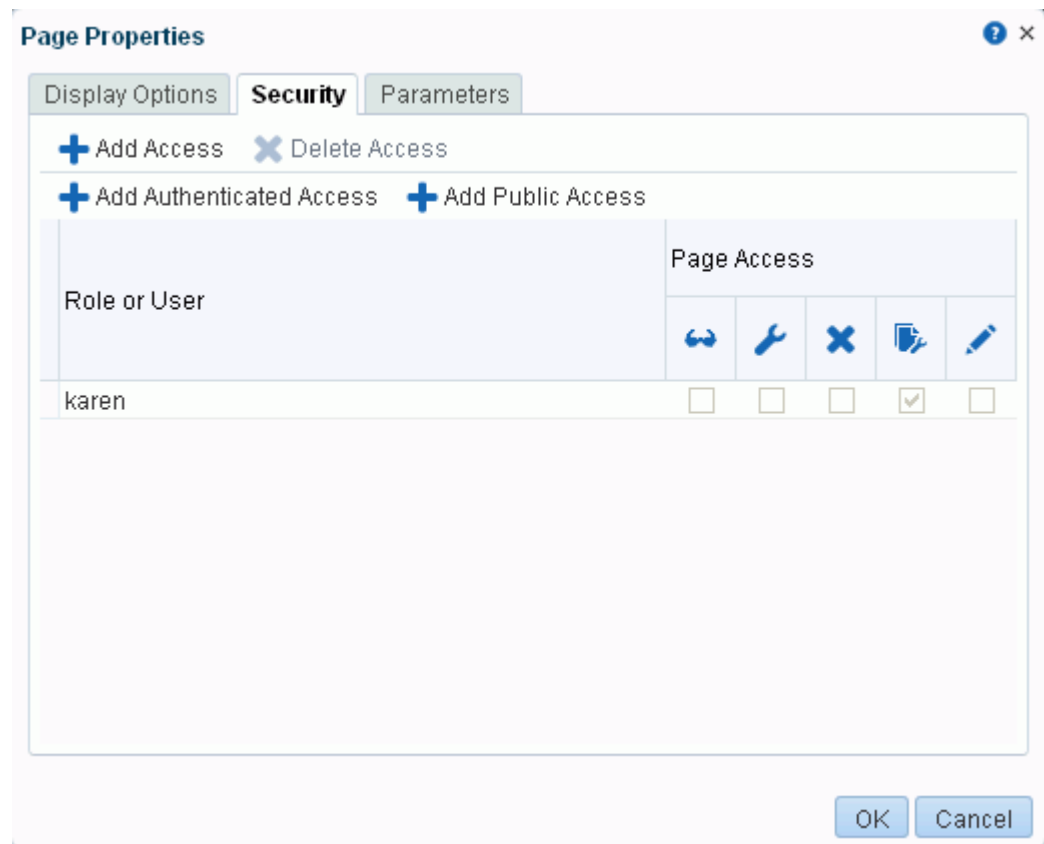 Page Properties
Display Options Security Parameters
Add Access Delete Access
Add Authenticated Access Add Public Access
Page Access
Role or User
karen
OK Cancel